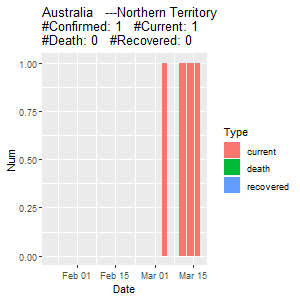 Australia   ---Northern Territory
#Confirmed: 1   #Current: 1
#Death: 0   #Recovered: 0
1.00
0.75
0.50
0.25
0.00
Num
Feb 01 Feb 15 Mar 01 Mar 15
Date
Type
current
death
recovered